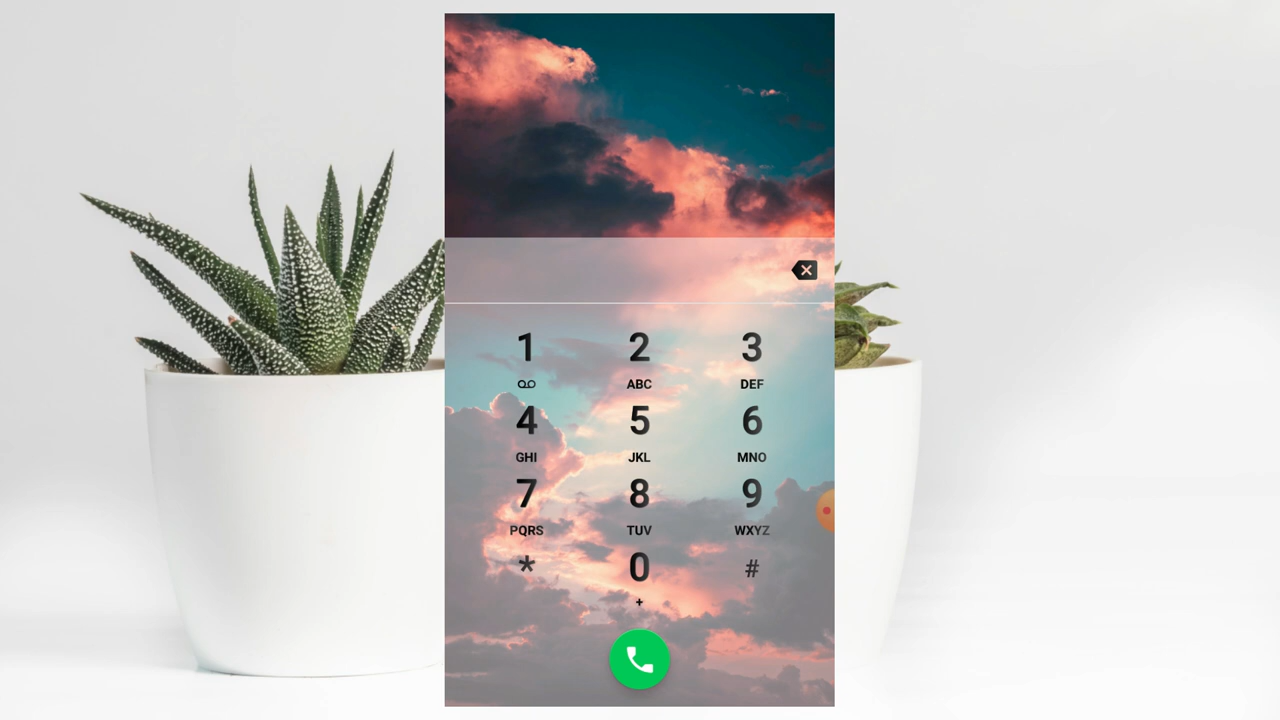 1 2 3
ABC DEF
4 5 6
GHI JKL MNO
7 8 9
PQRS TUV WXYZ
* 0 #
+